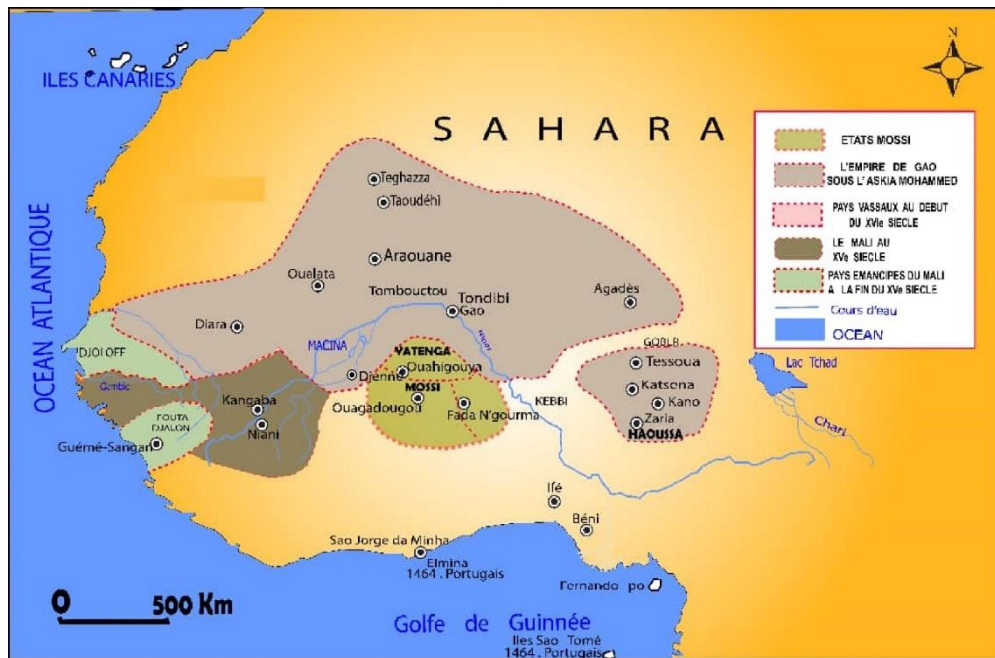 ILES CANARIES
N
S A H A R A
ETATS MOSSI
L'EMPIRE DE GAO
SOUS L'ASKIA MOHAMMED
PAYS VASSAUX AU DEBUT
DU XVIe SIECLE
LE MALI AU
XVe SIECLE
PAYS EMANCIPES DU MALI
A LA FIN DU XVe SIECLE
Cours d'eau
OCEAN
OCEAN ATLANTIQUE
Teghazza
Taoudéhi
Araouane
Oualata
Tombouctou
Tondibi
Gao
Agadès
Diara
MACINA
DJOLOFF
Gambie
Kangaba
Niani
FOUTA
DJALON
Guémé-Sangan
Djenné
YATENGA
Ouahigouya
MOSSI
Ouagadougou
Fada N'gourma
KEBBI
Tessoua
Katsena
Kano
Zaria
HAOUSSA
Lac Tchad
Chari
Ifé
Béni
Sao Jorge da Minha
Elmina
1464 . Portugais
Fernando po
0 500 Km
Golfe de Guinnée
Iles Sao Tomé
1464 . Portugais